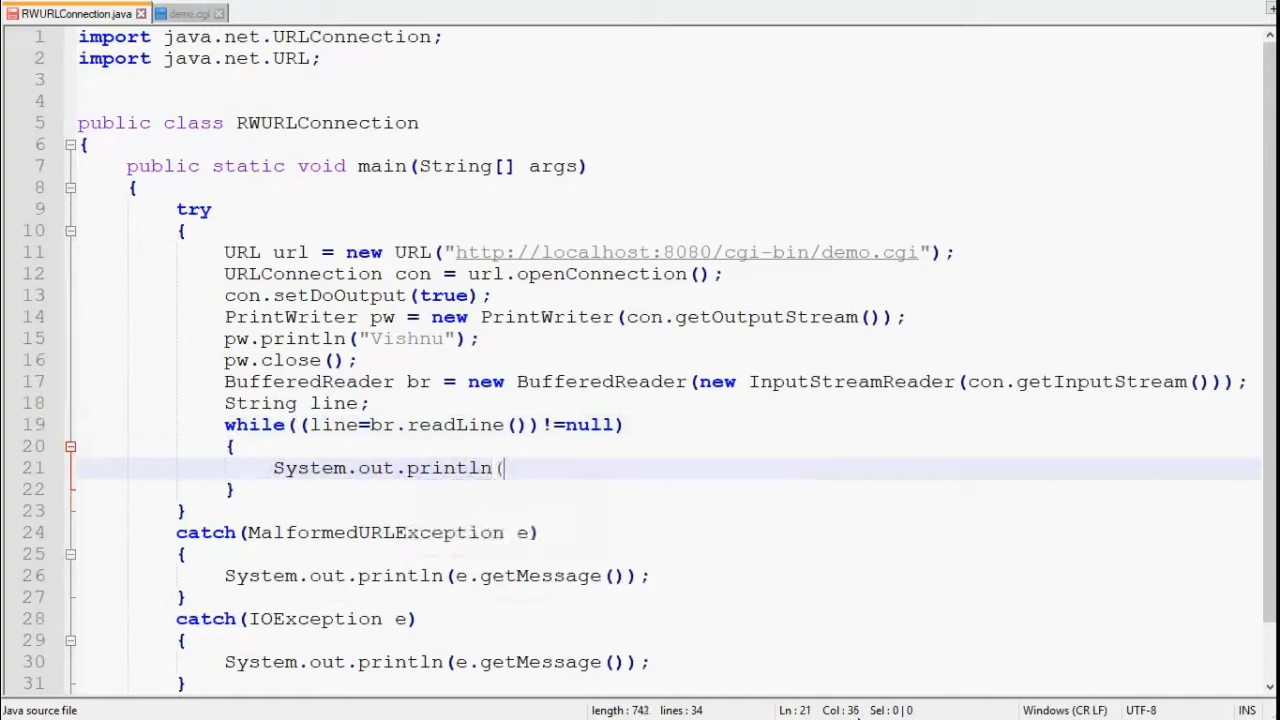 RWURLConnection.java demo.cgi
1 import java.net.URLConnection;
2 import java.net.URL;
3
4
5 public class RWURLConnection
6 {
7 public static void main(String[] args)
8 {
9 try
10 {
11 URL url = new URL("http://localhost:8080/cgi-bin/demo.cgi");
12 URLConnection con = url.openConnection();
13 con.setDoOutput(true);
14 PrintWriter pw = new PrintWriter(con.getOutputStream());
15 pw.println("Vishnu");
16 pw.close();
17 BufferedReader br = new BufferedReader(new InputStreamReader(con.getInputStream()));
18 String line;
19 while((line=br.readLine())!=null)
20 {
21 System.out.println(
22 }
23 }
24 catch(MalformedURLException e)
25 {
26 System.out.println(e.getMessage());
27 }
28 catch(IOException e)
29 {
30 System.out.println(e.getMessage());
31 }
Java source file length : 742 lines : 34 Ln : 21 Col : 36 Sel : 0 | 0 Windows (CR LF) UTF-8 INS